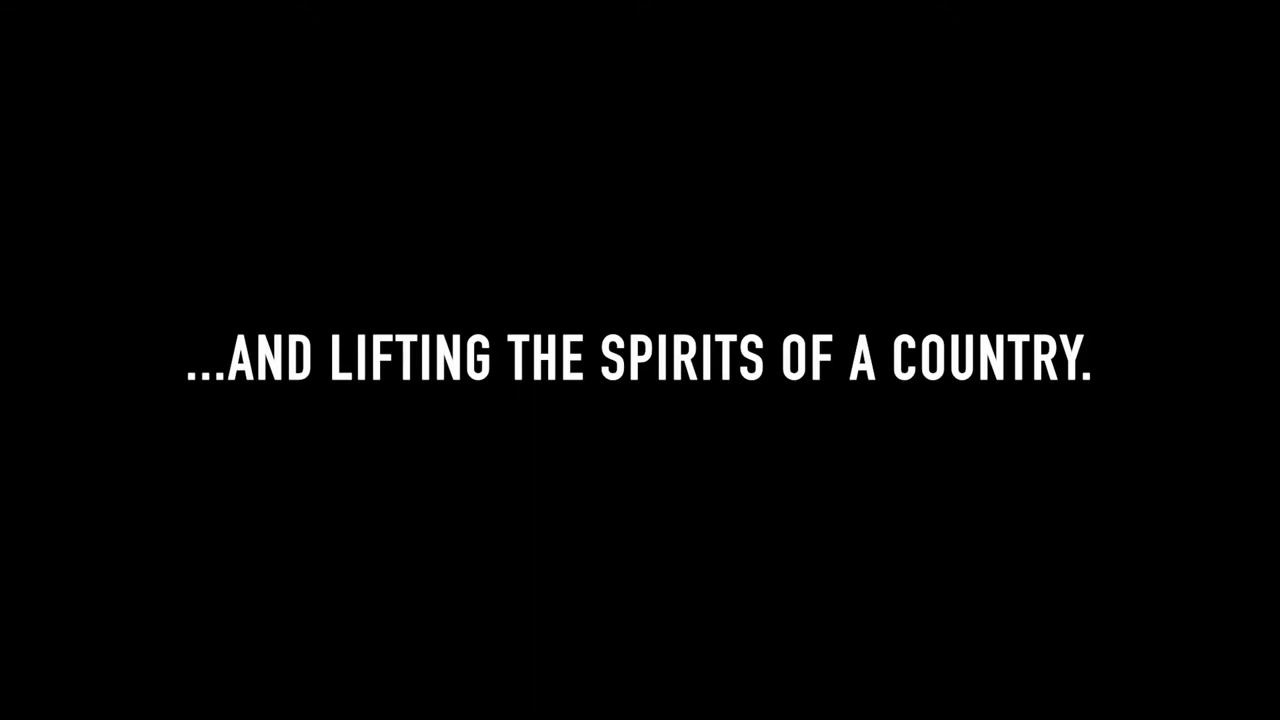 ...AND LIFTING THE SPIRITS OF A COUNTRY.